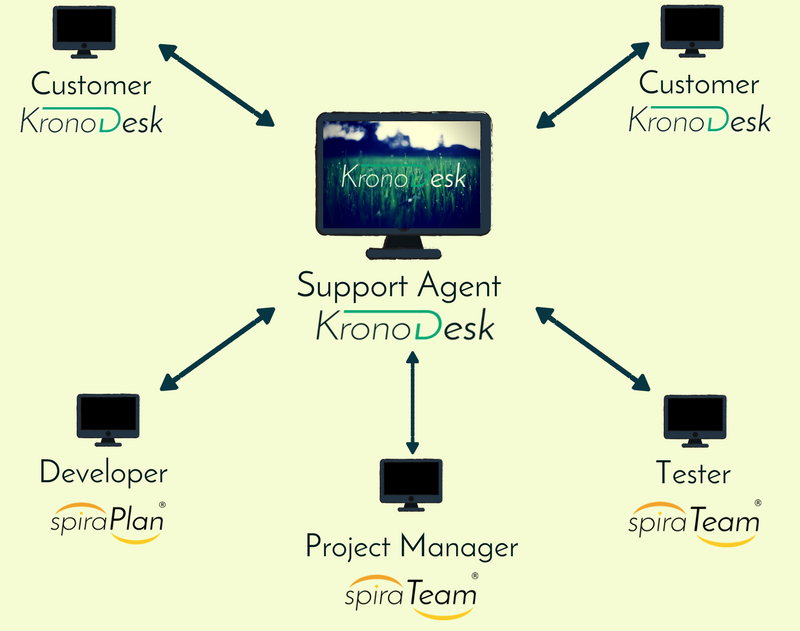 Customer
KronoDesk
Customer
KronoDesk
KronoDesk
Support Agent
KronoDesk
Developer
spiraPlan®
Tester
spiraTeam®
Project Manager
spiraTeam®